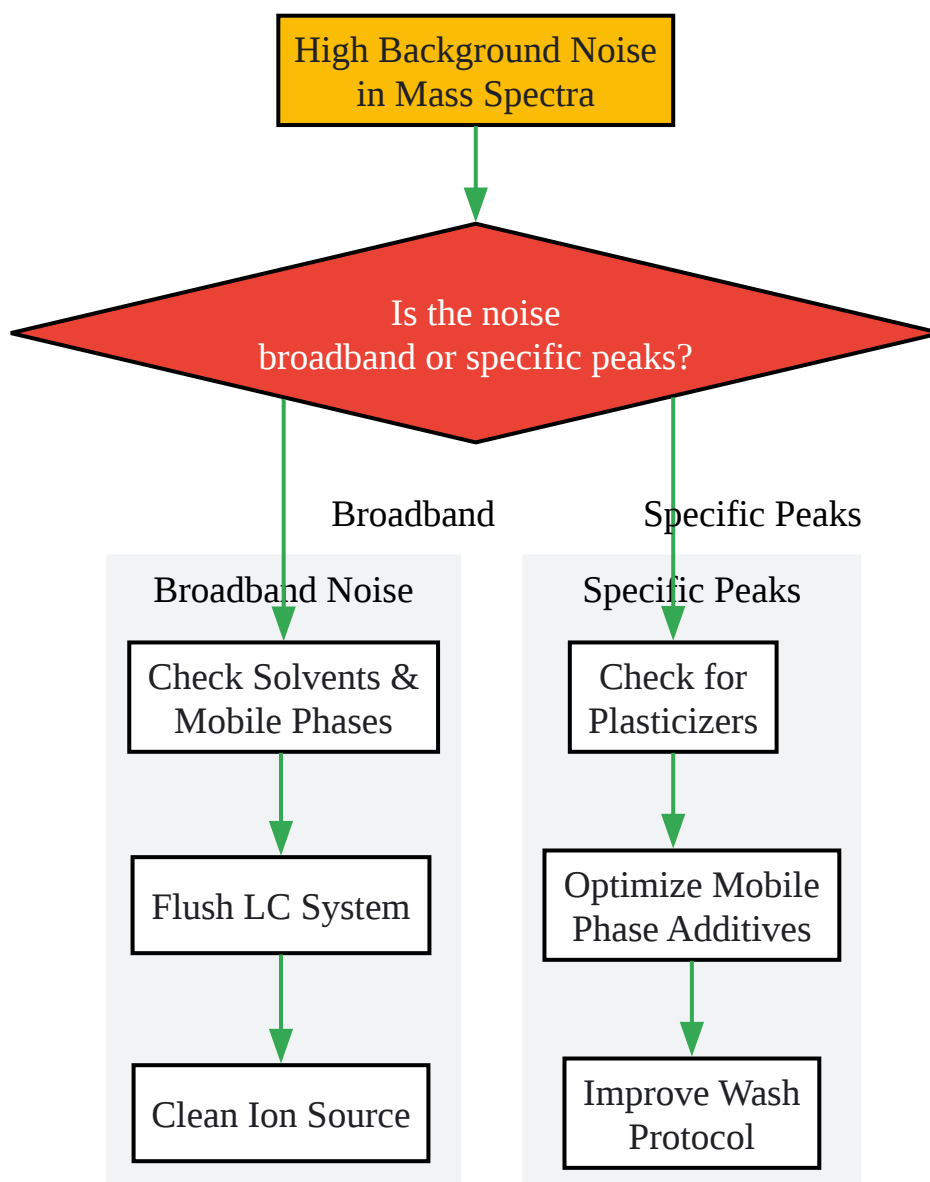 High Background Noise
in Mass Spectra
Is the noise
broadband or specific peaks?
Broadband
Specific Peaks
Broadband Noise
Check Solvents &
Mobile Phases
Flush LC System
Clean Ion Source
Specific Peaks
Check for
Plasticizers
Optimize Mobile
Phase Additives
Improve Wash
Protocol